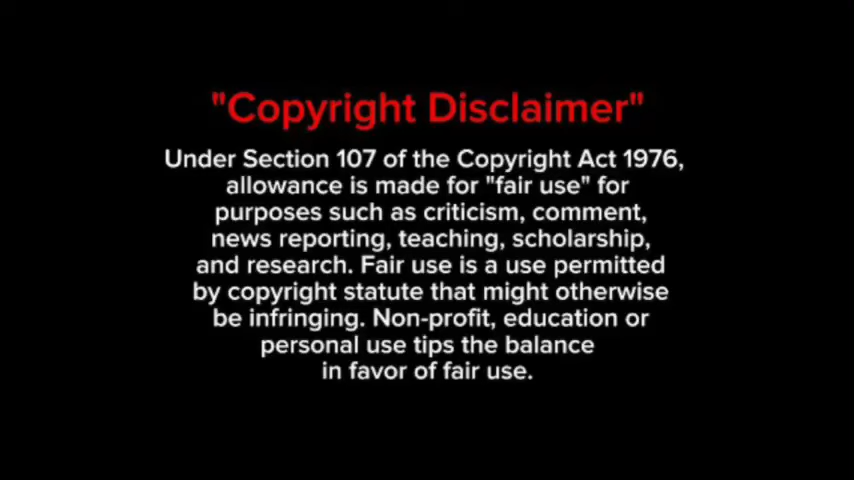 "Copyright Disclaimer"
Under Section 107 of the Copyright Act 1976,
allowance is made for "fair use" for
purposes such as criticism, comment,
news reporting, teaching, scholarship,
and research. Fair use is a use permitted
by copyright statute that might otherwise
be infringing. Non-profit, education or
personal use tips the balance
in favor of fair use.